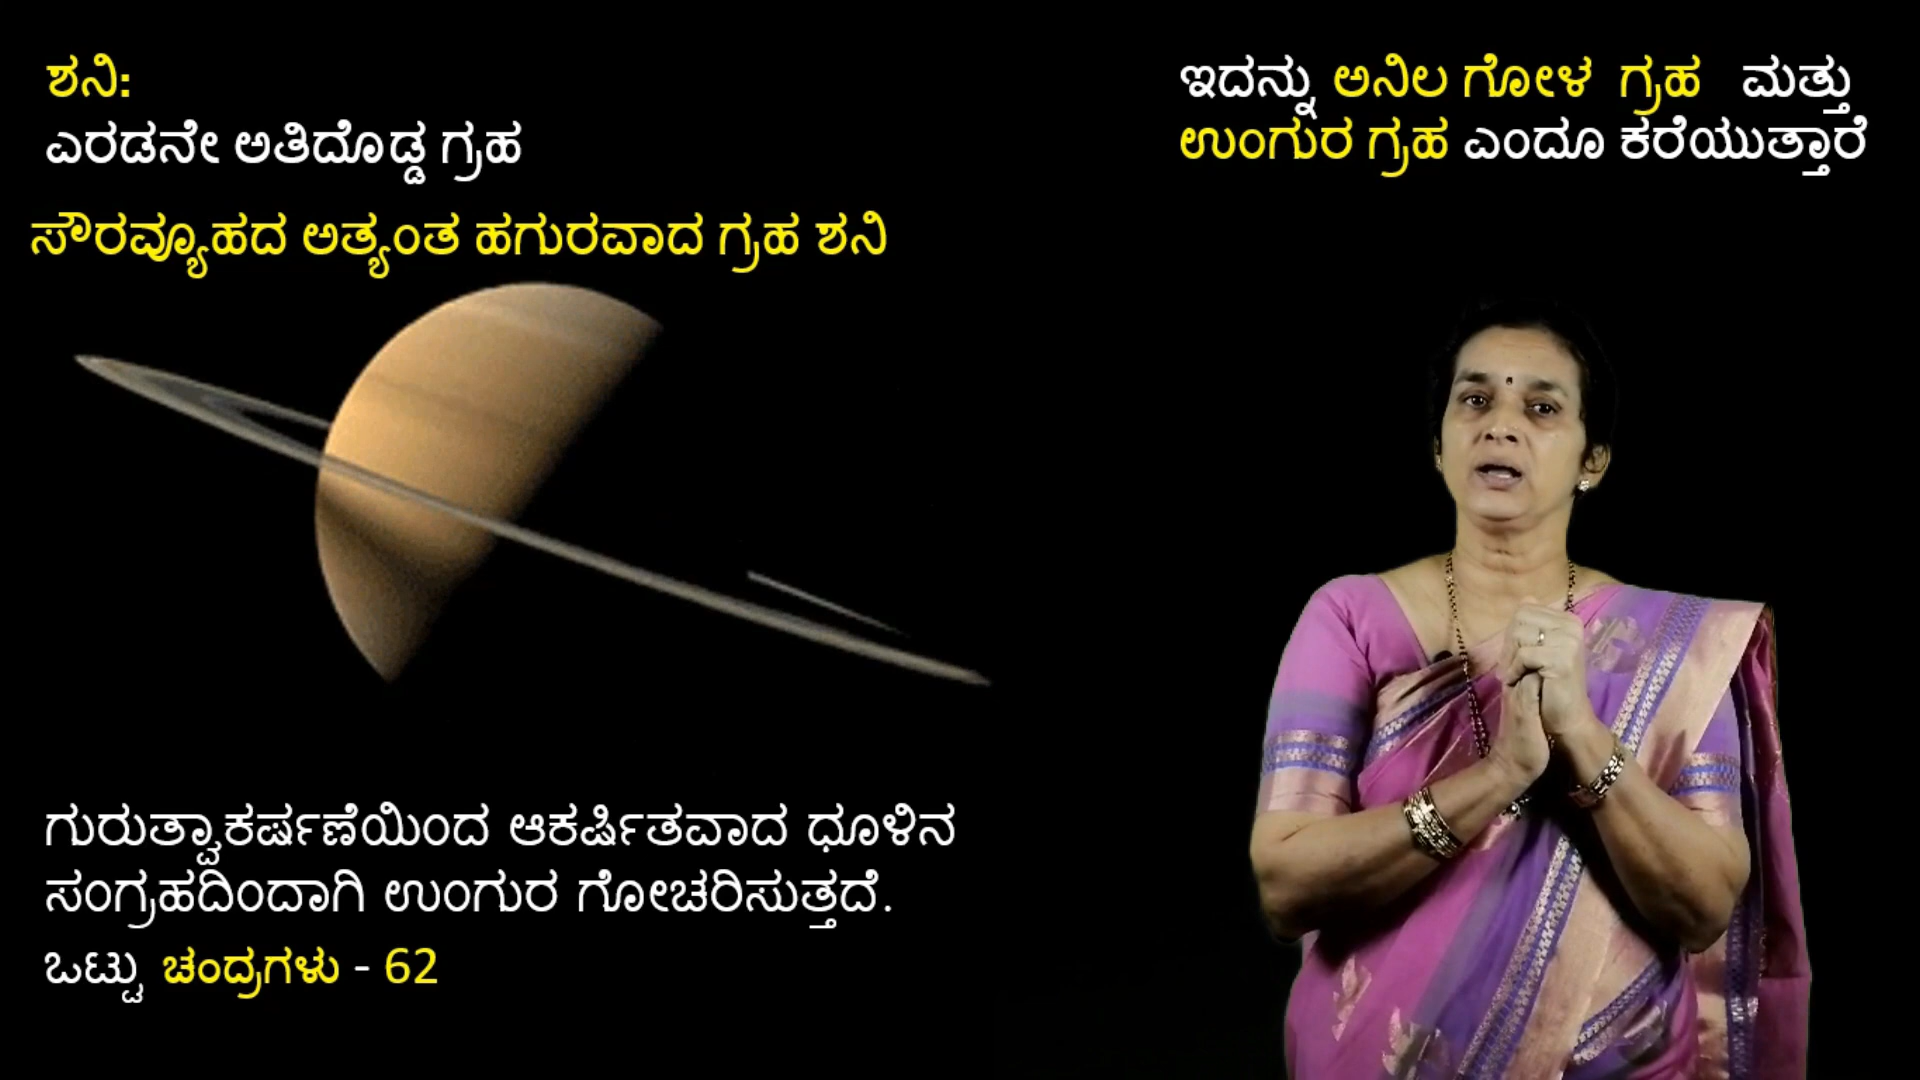 ಶನಿ:
ಎರಡನೇ ಅತಿದೊಡ್ಡ ಗ್ರಹ
ಸೌರವ್ಯೂಹದ ಅತ್ಯಂತ ಹಗುರವಾದ ಗ್ರಹ ಶನಿ
ಇದನ್ನು ಅನಿಲ ಗೋಳ ಗ್ರಹ ಮತ್ತು
ಉಂಗುರ ಗ್ರಹ ಎಂದೂ ಕರೆಯುತ್ತಾರೆ
ಗುರುತ್ವಾಕರ್ಷಣೆಯಿಂದ ಆಕರ್ಷಿತವಾದ ಧೂಳಿನ
ಸಂಗ್ರಹದಿಂದಾಗಿ ಉಂಗುರ ಗೋಚರಿಸುತ್ತದೆ.
ಒಟ್ಟು ಚಂದ್ರಗಳು - 62